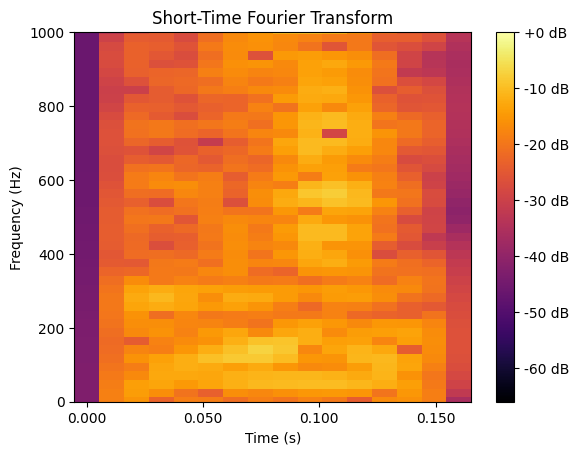 Short-Time Fourier Transform
1000
800
600
400
200
0
Frequency (Hz)
0.000
0.050
0.100
0.150
Time (s)
+0 dB
-10 dB
-20 dB
-30 dB
-40 dB
-50 dB
-60 dB